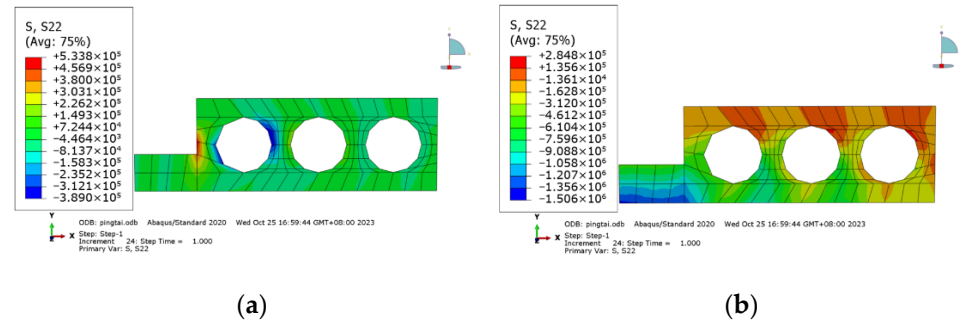 S, S22
(Avg: 75%)
+5.338×10⁵
+4.569×10⁵
+3.800×10⁵
+3.031×10⁵
+2.262×10⁵
+1.493×10⁵
+7.244×10⁴
−4.464×10³
−8.137×10⁴
−1.583×10⁵
−2.352×10⁵
−3.121×10⁵
−3.890×10⁵
Y
X
Z
ODB: pingtai.odb Abaqus/Standard 2020 Wed Oct 25 16:59:44 GMT+08:00 2023
Step: Step-1
Increment 24: Step Time = 1.000
Primary Var: S, S22
(a)
S, S22
(Avg: 75%)
+2.848×10⁵
+1.356×10⁵
−1.361×10⁴
−1.628×10⁵
−3.120×10⁵
−4.612×10⁵
−6.104×10⁵
−7.596×10⁵
−9.088×10⁵
−1.058×10⁶
−1.207×10⁶
−1.356×10⁶
−1.506×10⁶
Y
X
Z
ODB: pingtai.odb Abaqus/Standard 2020 Wed Oct 25 16:59:44 GMT+08:00 2023
Step: Step-1
Increment 24: Step Time = 1.000
Primary Var: S, S22
(b)